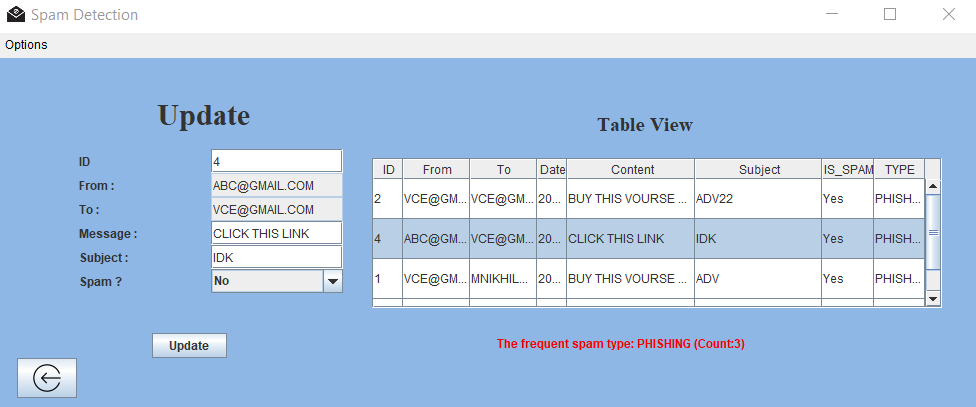 Spam Detection
Options
Update
ID 4
From : ABC@GMAIL.COM
To : VCE@GMAIL.COM
Message : CLICK THIS LINK
Subject : IDK
Spam ? No
Update
Table View
ID From To Date Content Subject IS_SPAM TYPE
2 VCE@GM... VCE@GM... 20... BUY THIS VOURSE ... ADV22 Yes PHISH...
4 ABC@GM... VCE@GM... 20... CLICK THIS LINK IDK Yes PHISH...
1 VCE@GM... MNIKHIL... 20... BUY THIS VOURSE ... ADV Yes PHISH...
The frequent spam type: PHISHING (Count:3)